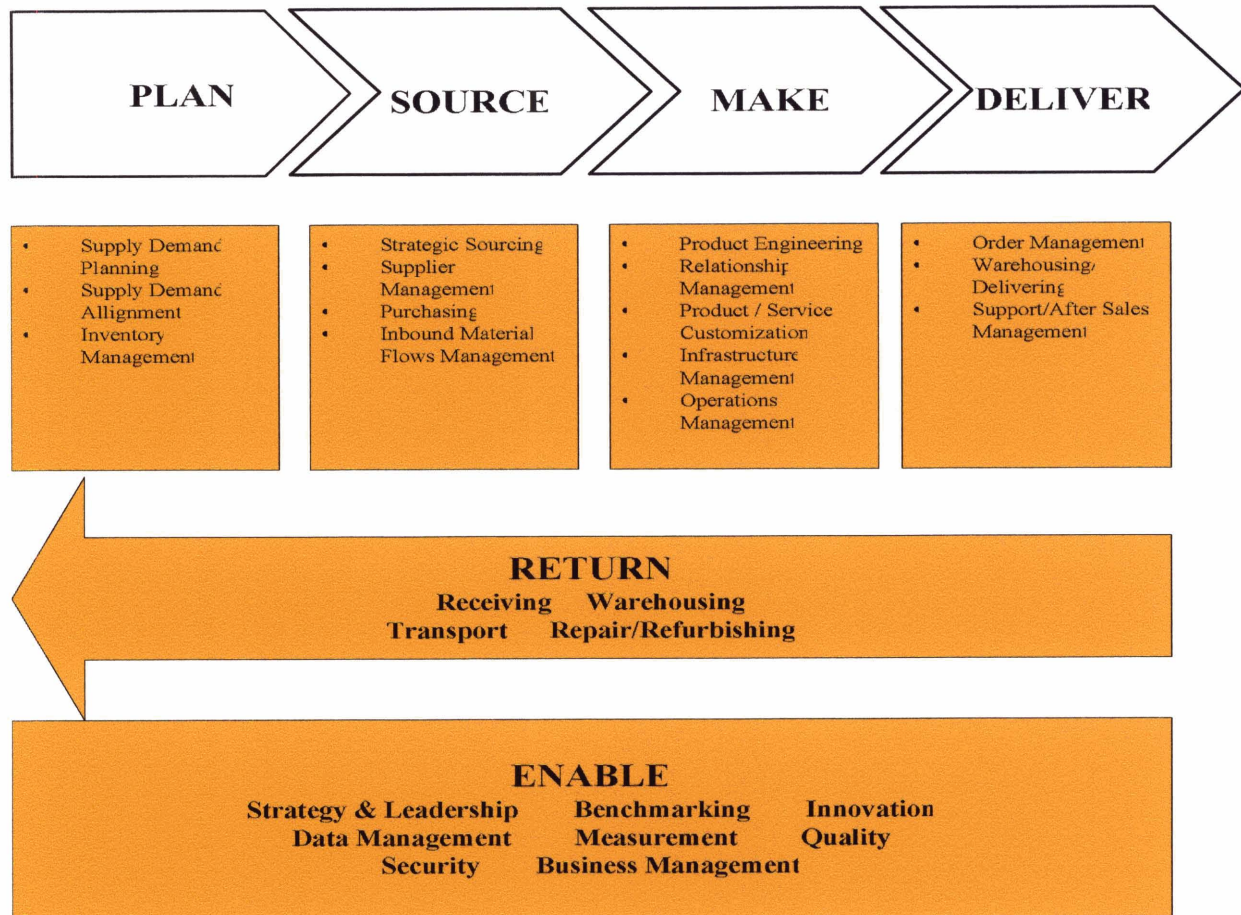 PLAN
SOURCE
MAKE
DELIVER
• Supply Demand
Planning
• Supply Demand
Allignment
• Inventory
Management
• Strategic Sourcing
• Supplier
Management
• Purchasing
• Inbound Material
Flows Management
• Product Engineering
• Relationship
Management
• Product / Service
Customization
• Infrastructure
Management
• Operations
Management
• Order Management
• Warehousing/
Delivering
• Support/After Sales
Management
RETURN
Receiving Warehousing
Transport Repair/Refurbishing
ENABLE
Strategy & Leadership Benchmarking Innovation
Data Management Measurement Quality
Security Business Management